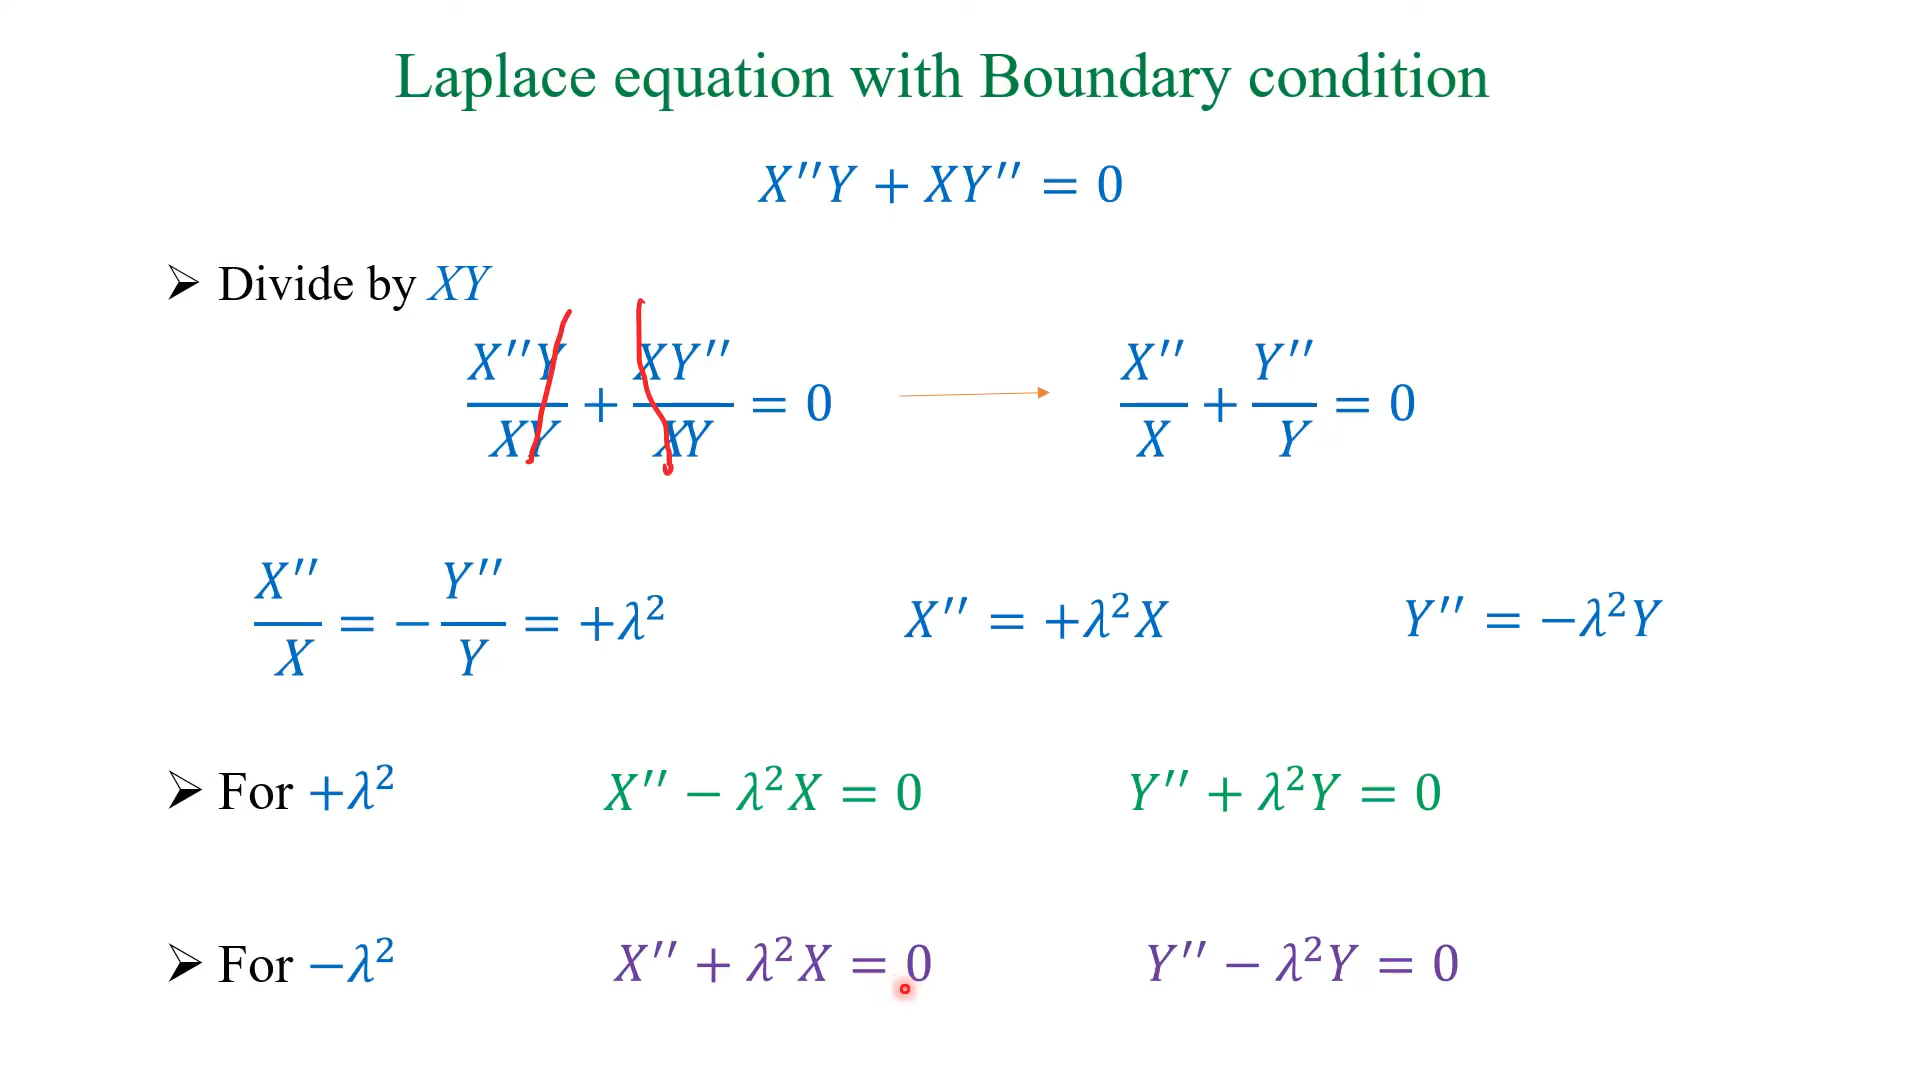 Laplace equation with Boundary condition
X′′Y + XY′′ = 0
➢ Divide by XY
X′′Y/XY + XY′′/XY = 0 → X′′/X + Y′′/Y = 0
X′′/X = −Y′′/Y = +λ² X′′ = +λ²X Y′′ = −λ²Y
➢ For +λ² X′′ − λ²X = 0 Y′′ + λ²Y = 0
➢ For −λ² X′′ + λ²X = 0 Y′′ − λ²Y = 0